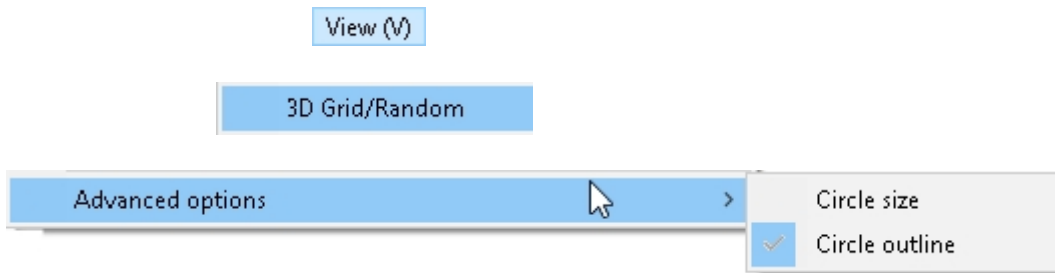 View (V)
3D Grid/Random
Advanced options
Circle size
Circle outline